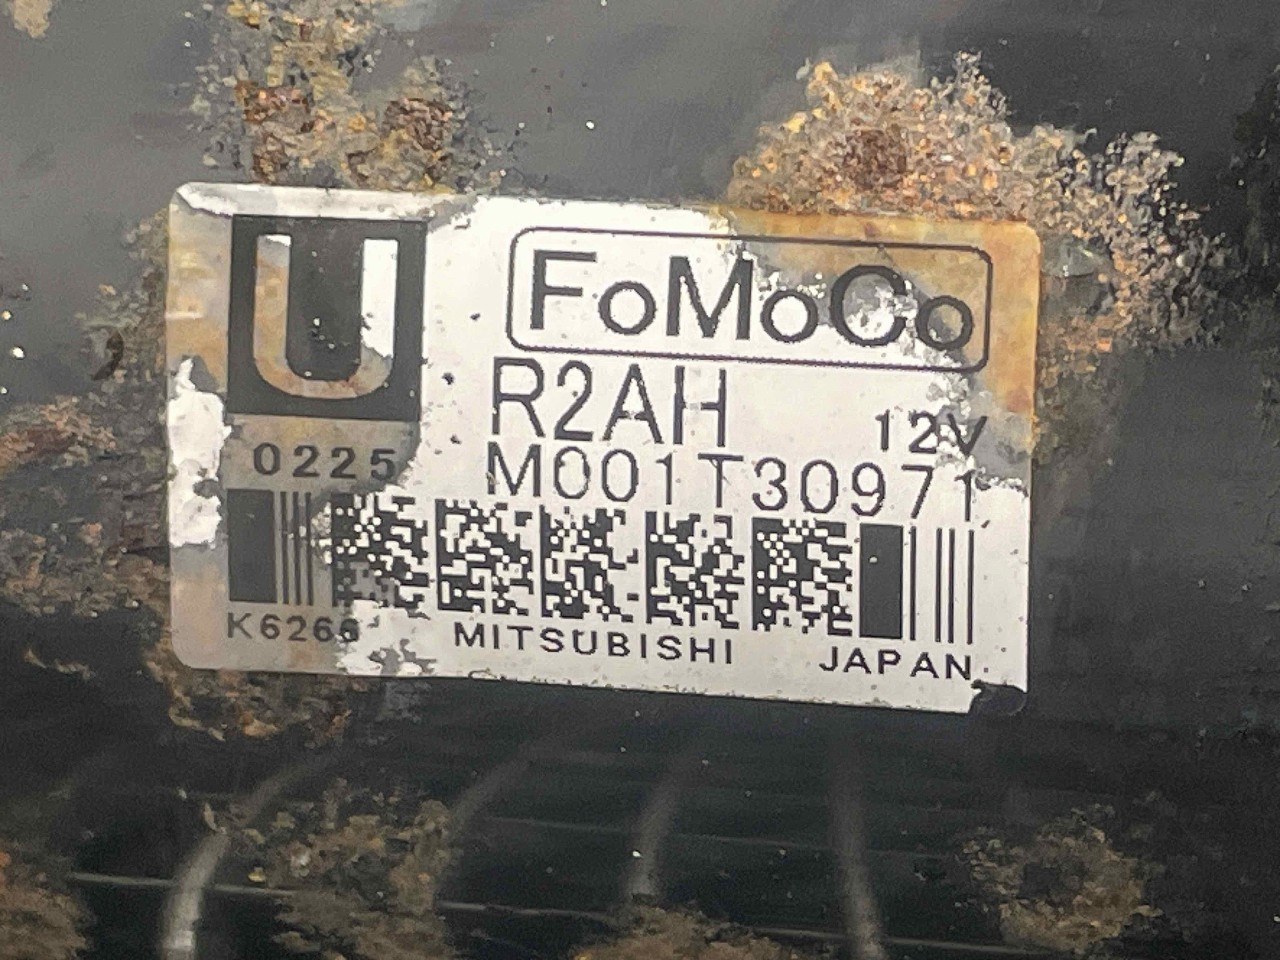 U
FoMoCo
R2AH
12V
0225
M001T30971
K6266
MITSUBISHI JAPAN